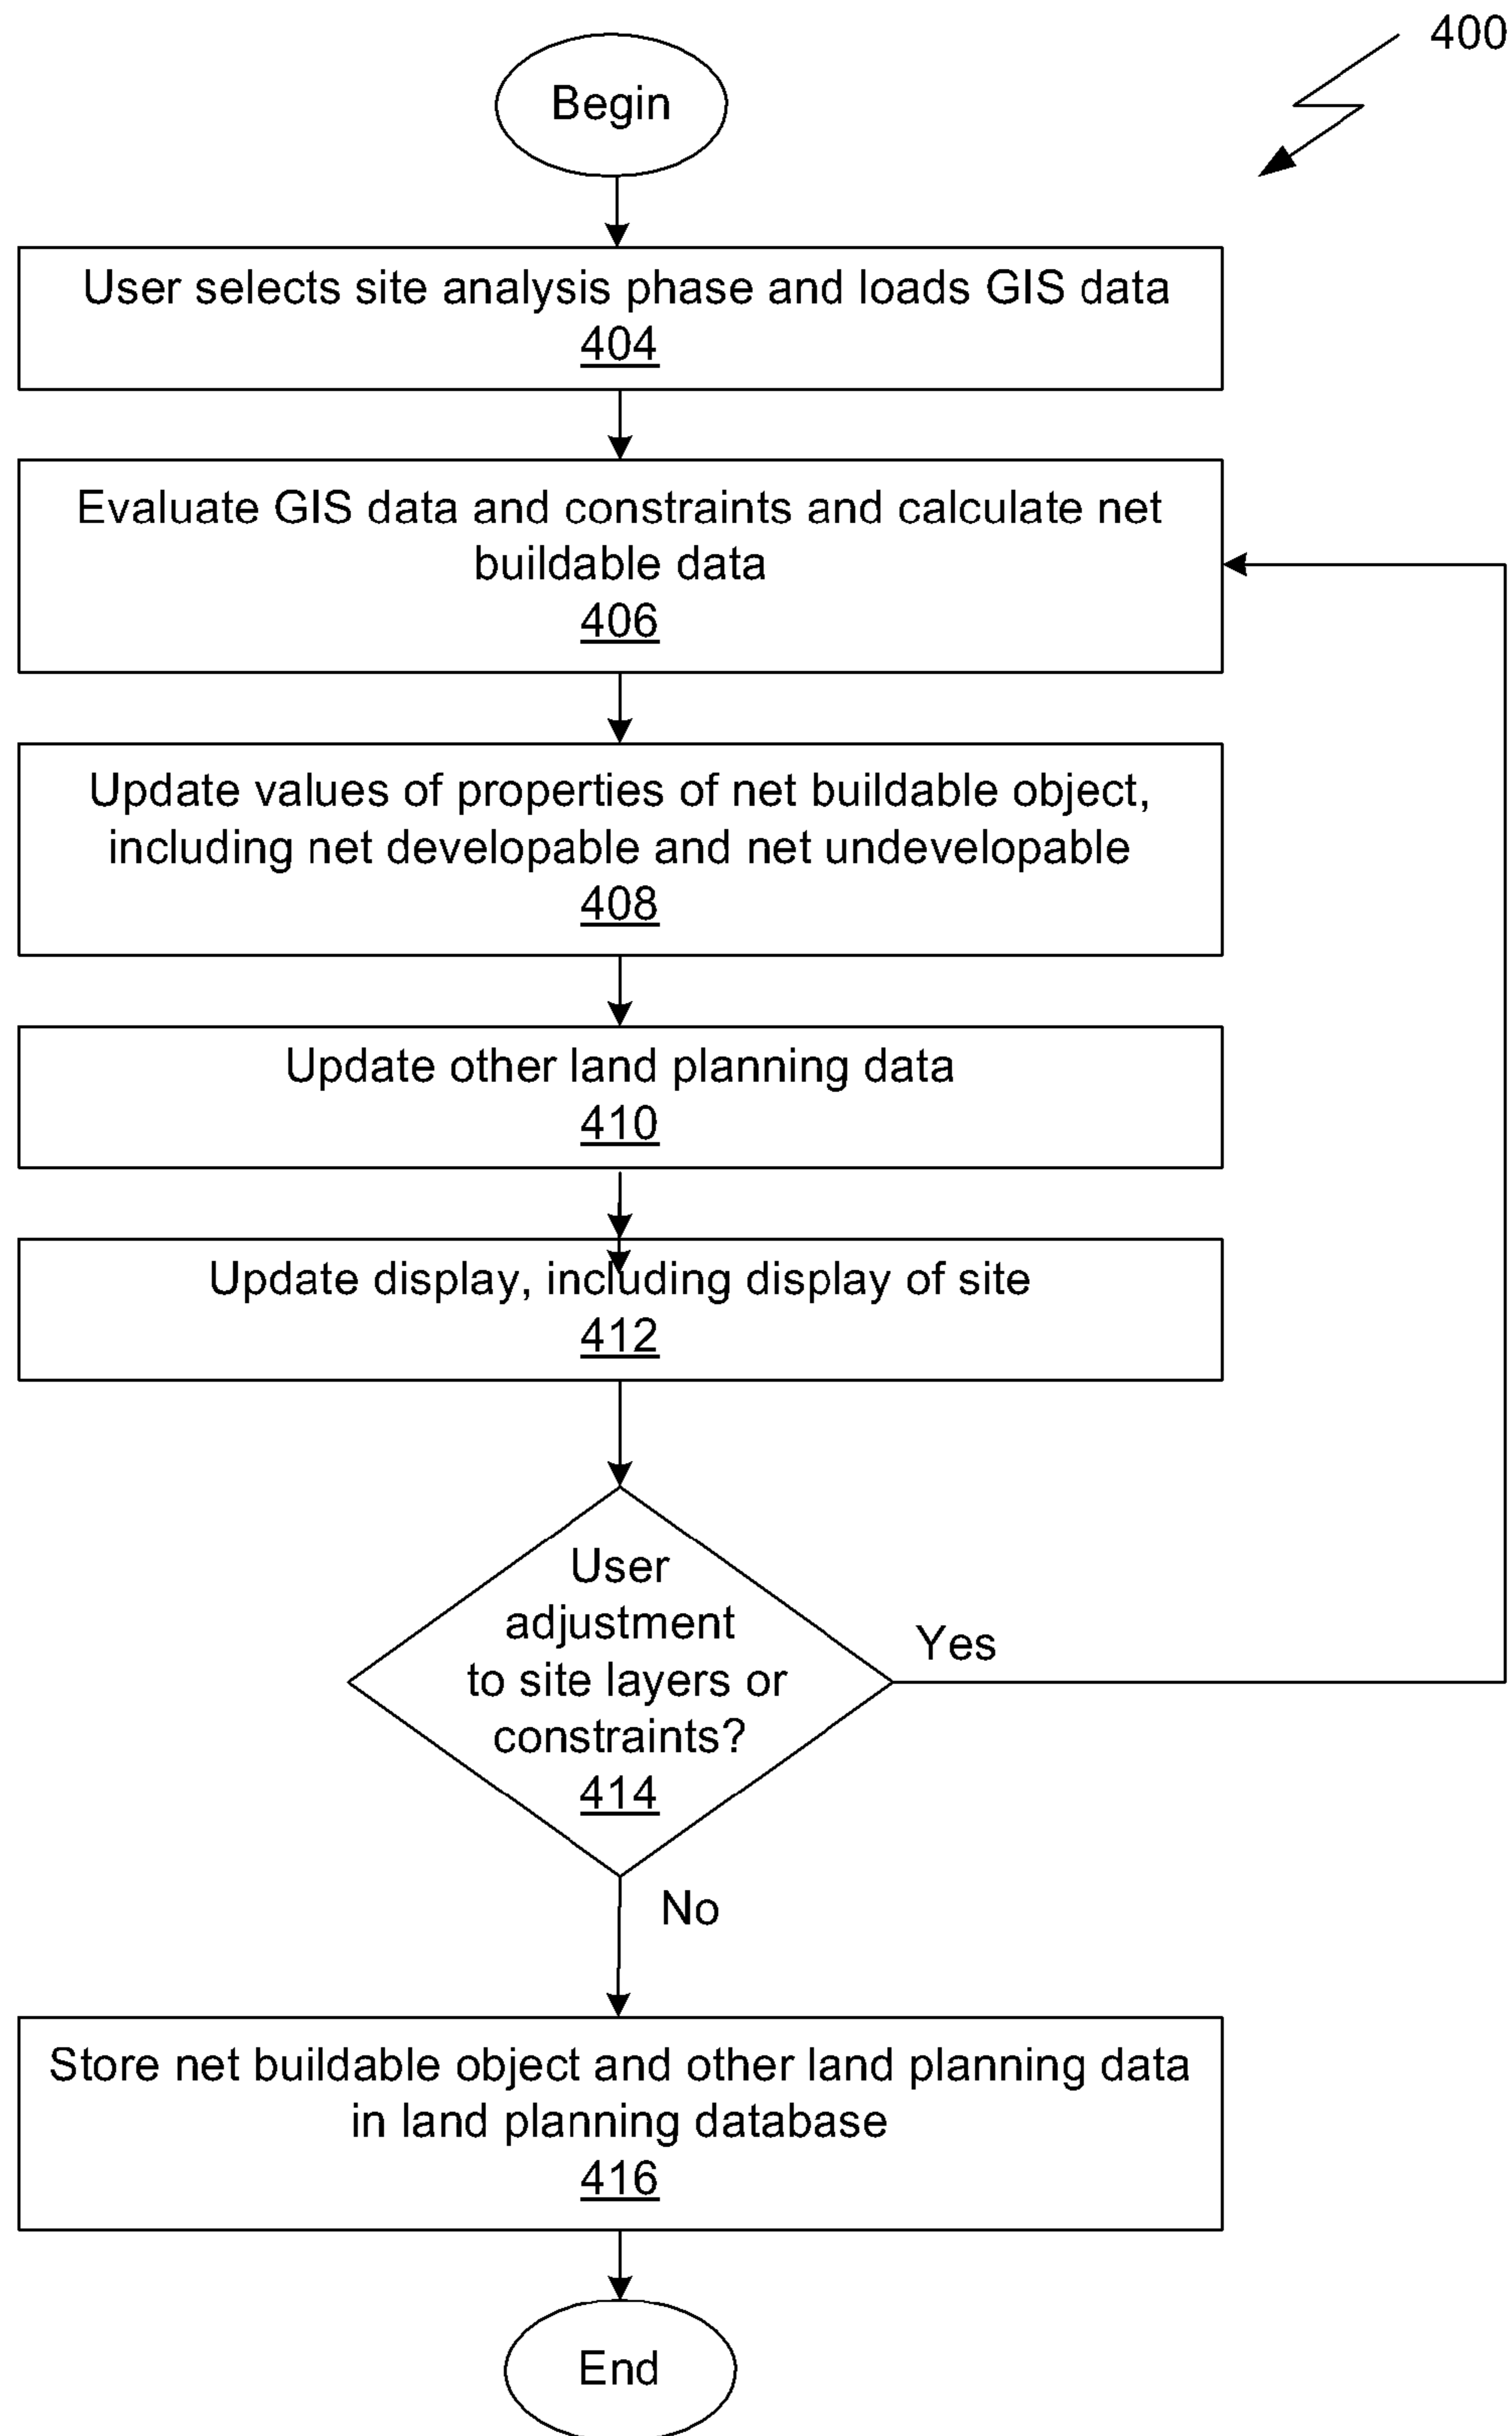 400
Begin
User selects site analysis phase and loads GIS data
404
Evaluate GIS data and constraints and calculate net
buildable data
406
Update values of properties of net buildable object,
including net developable and net undevelopable
408
Update other land planning data
410
Update display, including display of site
412
User
adjustment
to site layers or
constraints?
414
Yes
No
Store net buildable object and other land planning data
in land planning database
416
End